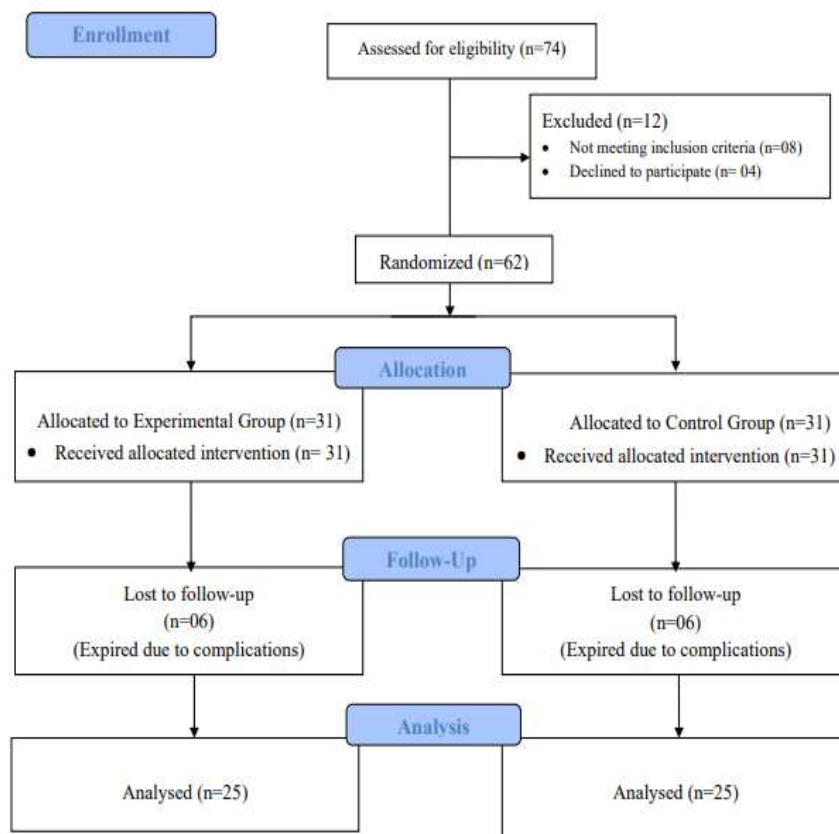 Enrollment
Assessed for eligibility (n=74)
Excluded (n=12)
• Not meeting inclusion criteria (n=08)
• Declined to participate (n= 04)
Randomized (n=62)
Allocation
Allocated to Experimental Group (n=31)
• Received allocated intervention (n= 31)
Allocated to Control Group (n=31)
• Received allocated intervention (n=31)
Follow-Up
Lost to follow-up
(n=06)
(Expired due to complications)
Lost to follow-up
(n=06)
(Expired due to complications)
Analysis
Analysed (n=25)
Analysed (n=25)